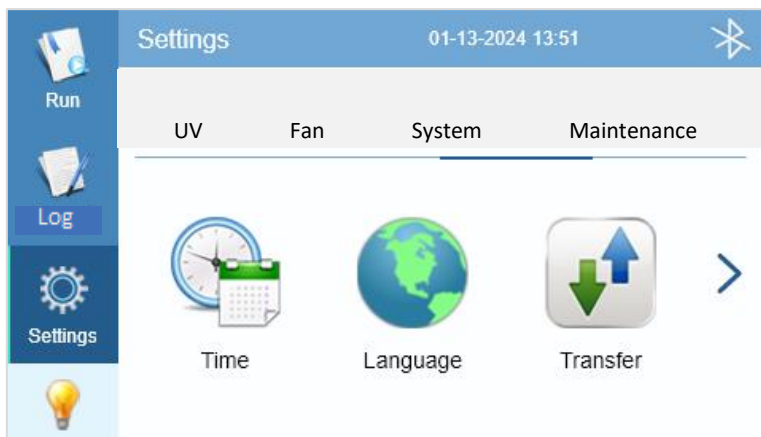 Settings 01-13-2024 13:51
Run
UV Fan System Maintenance
Log
Settings
Time Language Transfer